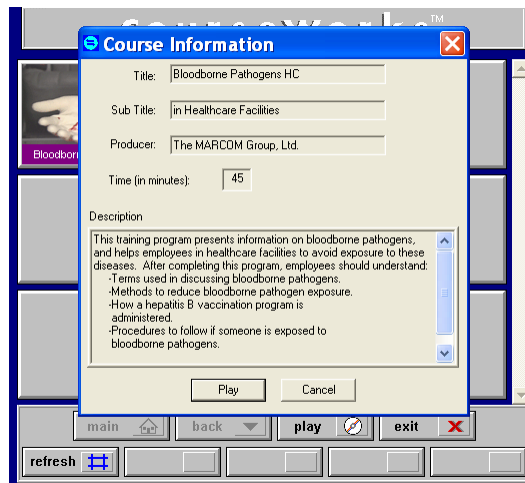 courseWorks™
Course Information
Title: Bloodborne Pathogens HC
Sub Title: in Healthcare Facilities
Producer: The MARCOM Group, Ltd.
Time (in minutes): 45
Description
This training program presents information on bloodborne pathogens,
and helps employees in healthcare facilities to avoid exposure to these
diseases. After completing this program, employees should understand:
-Terms used in discussing bloodborne pathogens.
-Methods to reduce bloodborne pathogen exposure.
-How a hepatitis B vaccination program is
administered.
-Procedures to follow if someone is exposed to
bloodborne pathogens.
Bloodbor
Play Cancel
main back play exit
refresh